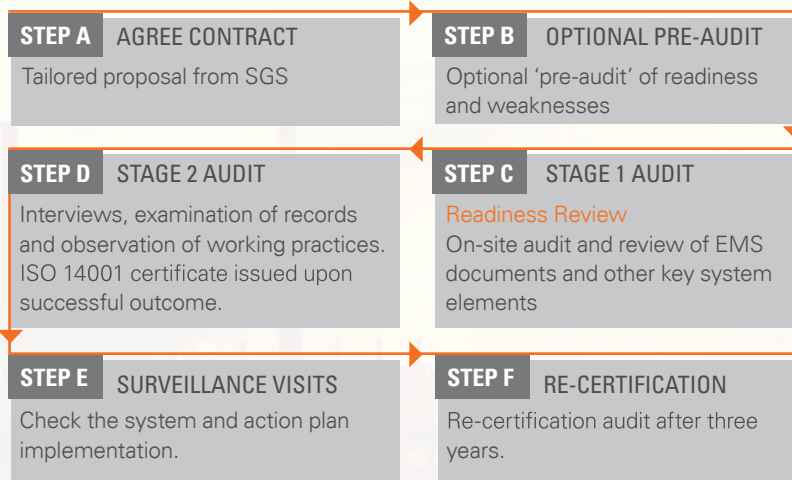 STEP A AGREE CONTRACT
Tailored proposal from SGS
STEP B OPTIONAL PRE-AUDIT
Optional ‘pre-audit’ of readiness
and weaknesses
STEP C STAGE 1 AUDIT
Readiness Review
On-site audit and review of EMS
documents and other key system
elements
STEP D STAGE 2 AUDIT
Interviews, examination of records
and observation of working practices.
ISO 14001 certificate issued upon
successful outcome.
STEP E SURVEILLANCE VISITS
Check the system and action plan
implementation.
STEP F RE-CERTIFICATION
Re-certification audit after three
years.